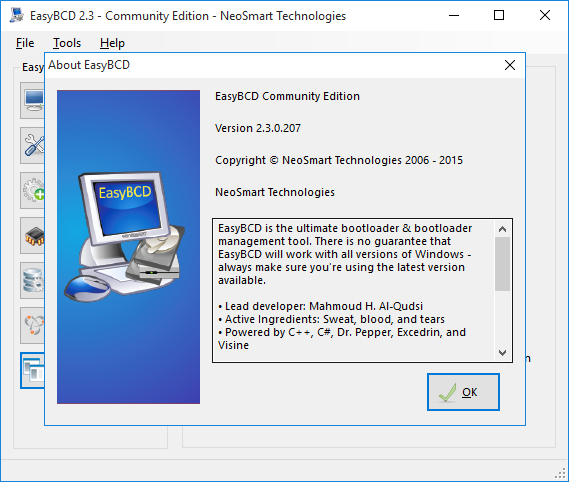 EasyBCD 2.3 - Community Edition - NeoSmart Technologies
File Tools Help
About EasyBCD
EasyBCD Community Edition
Version 2.3.0.207
Copyright © NeoSmart Technologies 2006 - 2015
NeoSmart Technologies
EasyBCD
EasyBCD is the ultimate bootloader & bootloader
management tool. There is no guarantee that
EasyBCD will work with all versions of Windows -
always make sure you're using the latest version
available.
• Lead developer: Mahmoud H. Al-Qudsi
• Active Ingredients: Sweat, blood, and tears
• Powered by C++, C#, Dr. Pepper, Excedrin, and
Visine
OK